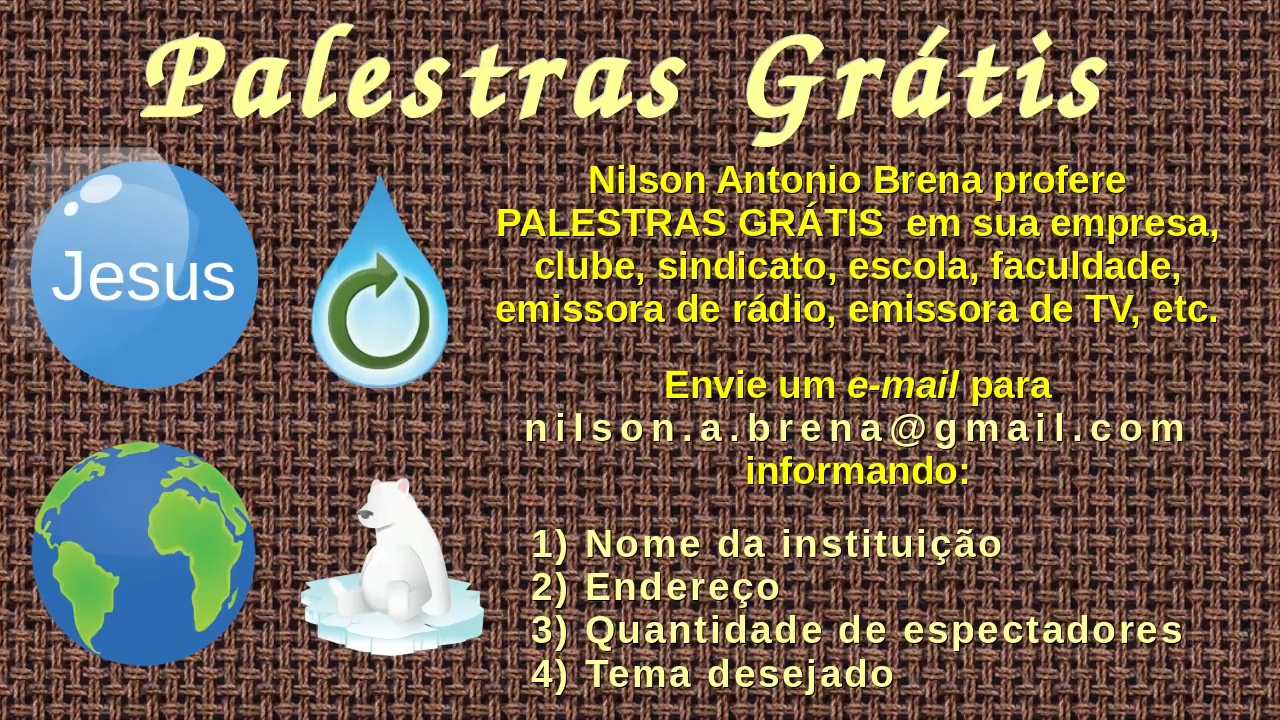 Palestras Grátis
Nilson Antonio Brena profere
PALESTRAS GRÁTIS em sua empresa,
clube, sindicato, escola, faculdade,
emissora de rádio, emissora de TV, etc.
Jesus
Envie um e-mail para
nilson.a.brena@gmail.com
informando:
1) Nome da instituição
2) Endereço
3) Quantidade de espectadores
4) Tema desejado